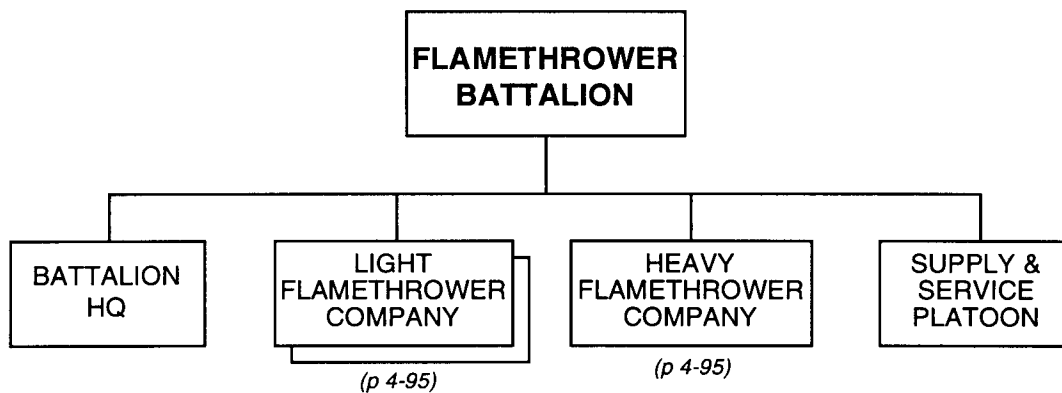 FLAMETHROWER
BATTALION
BATTALION
HQ
LIGHT
FLAMETHROWER
COMPANY
(p 4-95)
HEAVY
FLAMETHROWER
COMPANY
(p 4-95)
SUPPLY &
SERVICE
PLATOON